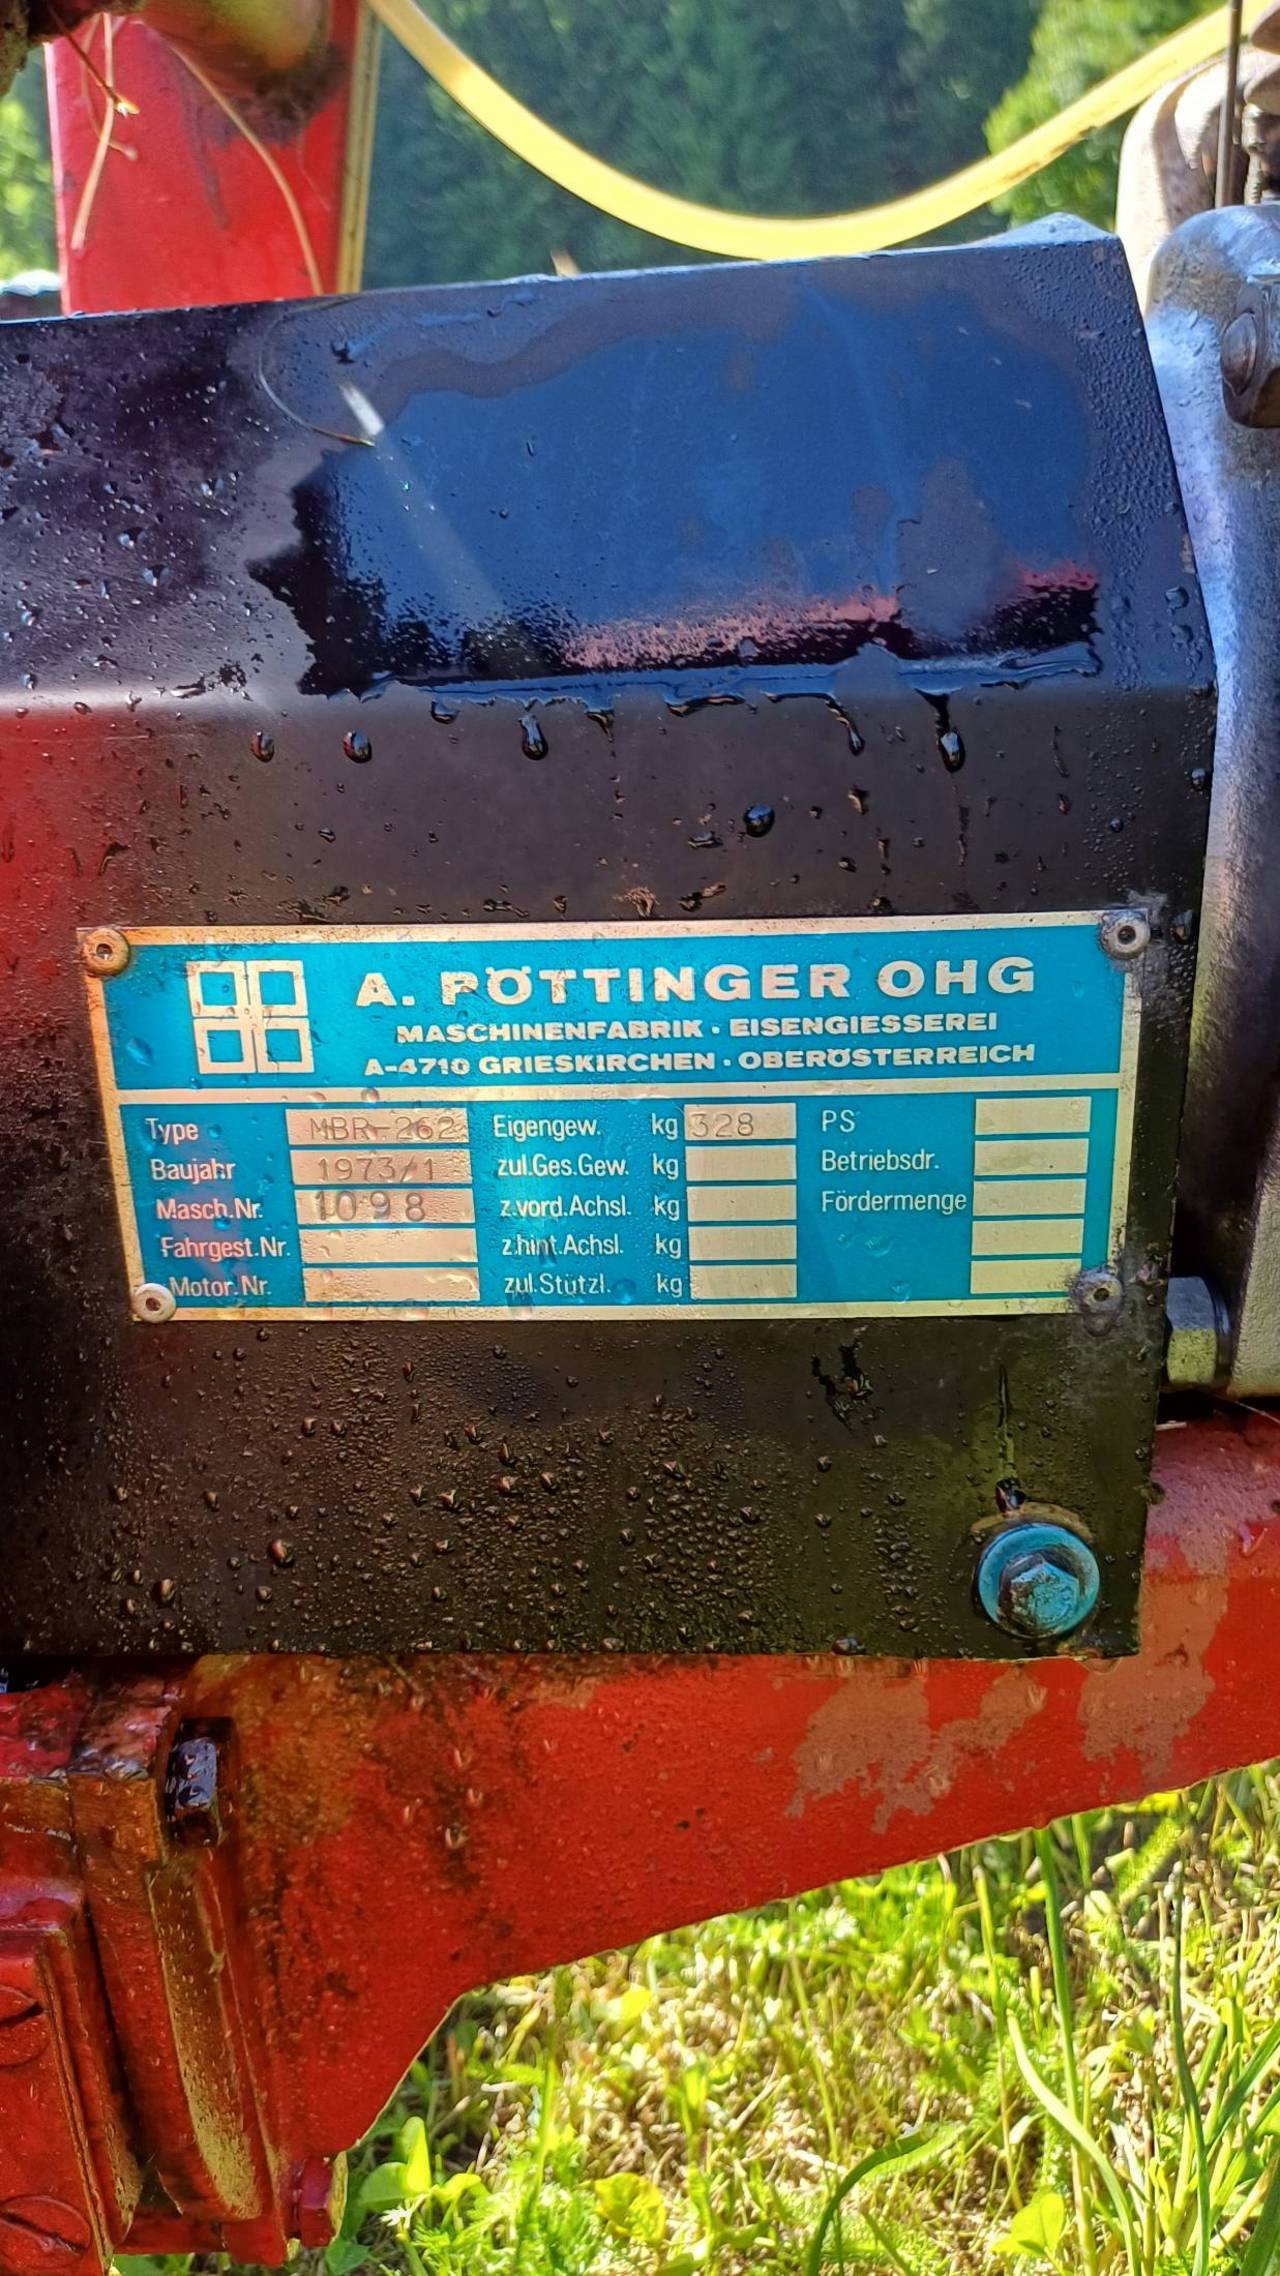 A. PÖTTINGER OHG
MASCHINENFABRIK · EISENGIESSEREI
A-4710 GRIESKIRCHEN · OBERÖSTERREICH
Type MBR-262 Eigengew. kg 328 PS
Baujahr 1973/1 zul.Ges.Gew. kg Betriebsdr.
Masch.Nr. 1098 z.vord.Achsl. kg Fördermenge
Fahrgest.Nr. z.hint.Achsl. kg
Motor.Nr. zul.Stützl. kg